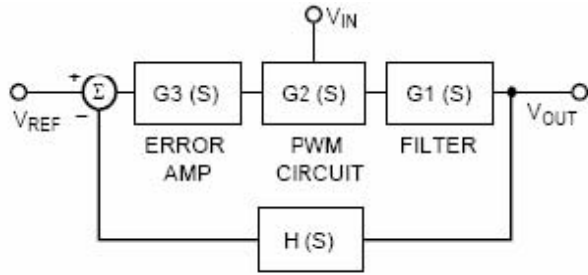 VIN
+
Σ
−
G3 (S)
G2 (S)
G1 (S)
VREF
VOUT
ERROR
AMP
PWM
CIRCUIT
FILTER
H (S)